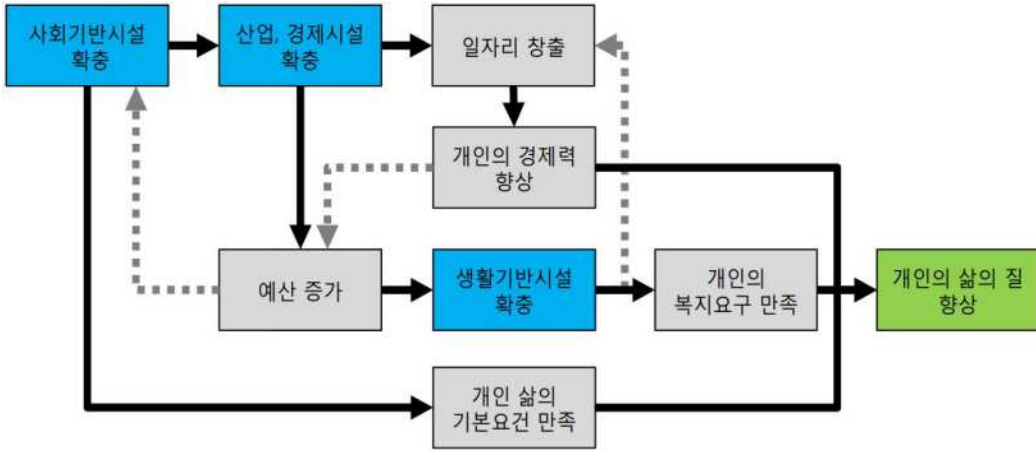 사회기반시설
확충
산업, 경제시설
확충
일자리 창출
개인의 경제력
향상
예산 증가
생활기반시설
확충
개인의
복지요구 만족
개인의 삶의 질
향상
개인 삶의
기본요건 만족